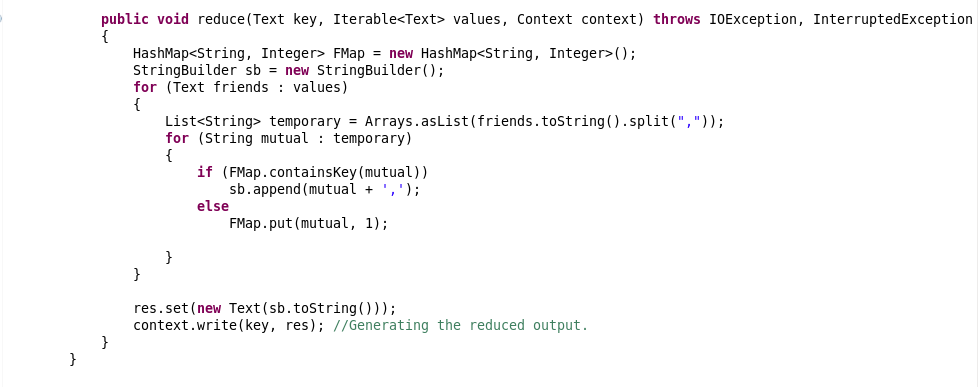 public void reduce(Text key, Iterable<Text> values, Context context) throws IOException, InterruptedException
{
HashMap<String, Integer> FMap = new HashMap<String, Integer>();
StringBuilder sb = new StringBuilder();
for (Text friends : values)
{
List<String> temporary = Arrays.asList(friends.toString().split(","));
for (String mutual : temporary)
{
if (FMap.containsKey(mutual))
sb.append(mutual + ',');
else
FMap.put(mutual, 1);
}
}
res.set(new Text(sb.toString()));
context.write(key, res); //Generating the reduced output.
}
}